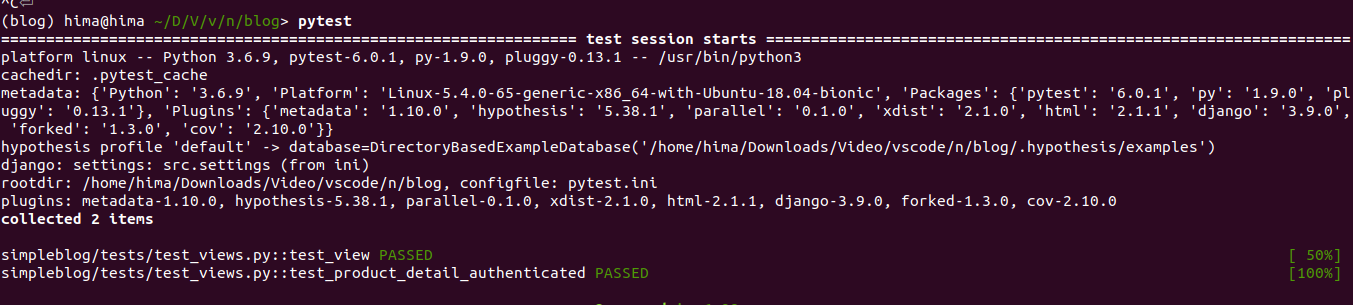 ^C⏎
(blog) hima@hima ~/D/V/v/n/blog> pytest
================================================================ test session starts =================================================================
platform linux -- Python 3.6.9, pytest-6.0.1, py-1.9.0, pluggy-0.13.1 -- /usr/bin/python3
cachedir: .pytest_cache
metadata: {'Python': '3.6.9', 'Platform': 'Linux-5.4.0-65-generic-x86_64-with-Ubuntu-18.04-bionic', 'Packages': {'pytest': '6.0.1', 'py': '1.9.0', 'pl
uggy': '0.13.1'}, 'Plugins': {'metadata': '1.10.0', 'hypothesis': '5.38.1', 'parallel': '0.1.0', 'xdist': '2.1.0', 'html': '2.1.1', 'django': '3.9.0',
 'forked': '1.3.0', 'cov': '2.10.0'}}
hypothesis profile 'default' -> database=DirectoryBasedExampleDatabase('/home/hima/Downloads/Video/vscode/n/blog/.hypothesis/examples')
django: settings: src.settings (from ini)
rootdir: /home/hima/Downloads/Video/vscode/n/blog, configfile: pytest.ini
plugins: metadata-1.10.0, hypothesis-5.38.1, parallel-0.1.0, xdist-2.1.0, html-2.1.1, django-3.9.0, forked-1.3.0, cov-2.10.0
collected 2 items
simpleblog/tests/test_views.py::test_view PASSED [ 50%]
simpleblog/tests/test_views.py::test_product_detail_authenticated PASSED [100%]